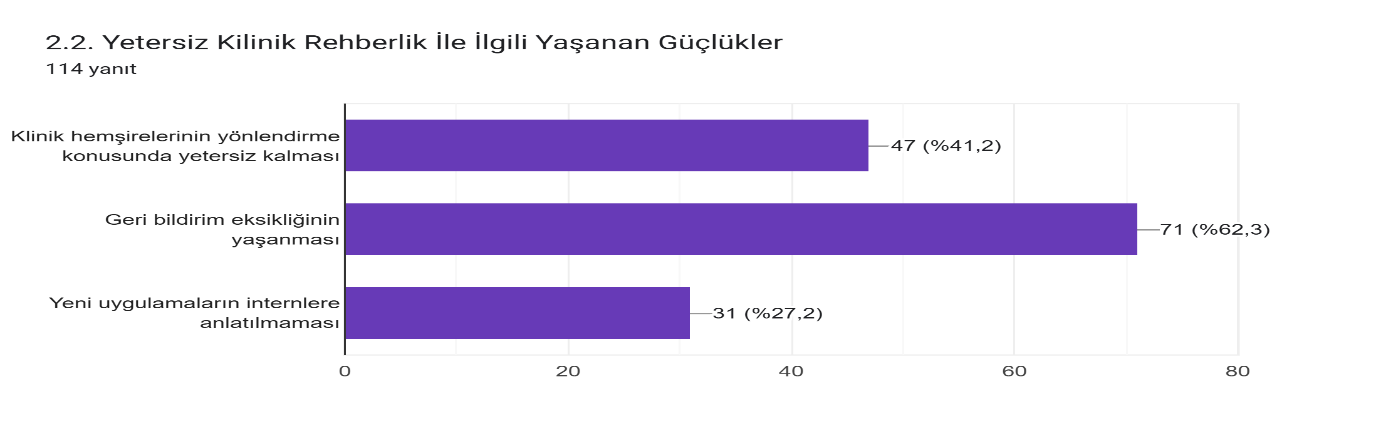 2.2. Yetersiz Kilinik Rehberlik İle İlgili Yaşanan Güçlükler
114 yanıt
Klinik hemşirelerinin yönlendirme
konusunda yetersiz kalması
47 (%41,2)
Geri bildirim eksikliğinin
yaşanması
71 (%62,3)
Yeni uygulamaların internlere
anlatılmaması
31 (%27,2)
0 20 40 60 80